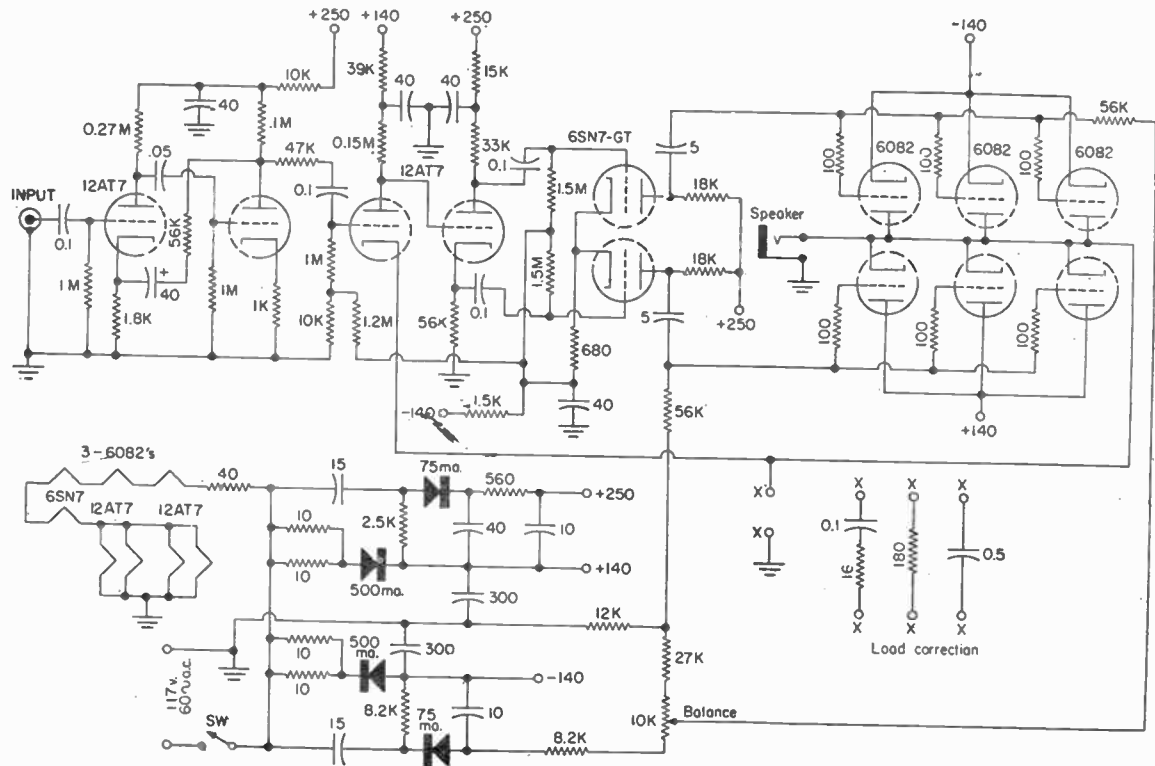 +250
+140
+250
-140
10K
39K
40
40
15K
40
0.27M
.1M
0.15M
33K
6SN7-GT
5
56K
.05
47K
12AT7
0.1
1.5M
18K
100
6082
100
6082
100
6082
INPUT
12AT7
0.1
Speaker
0.1
56K
18K
1M
40
1M
1M
1.5M
+250
1.8K
1K
10K
1.2M
56K
0.1
5
100
100
100
680
-140
1.5K
40
56K
+140
3-6082's
40
15
75ma.
560
+250
6SN7
12AT7
12AT7
10
2.5K
40
10
X
X
X
X
0.1
10
500ma.
+140
X
16
180
0.5
300
12K
X
X
X
Load correction
10
500
ma.
300
27K
10
-140
117v.
60~a.c.
8.2K
10
SW
15
75
ma.
10K
Balance
8.2K